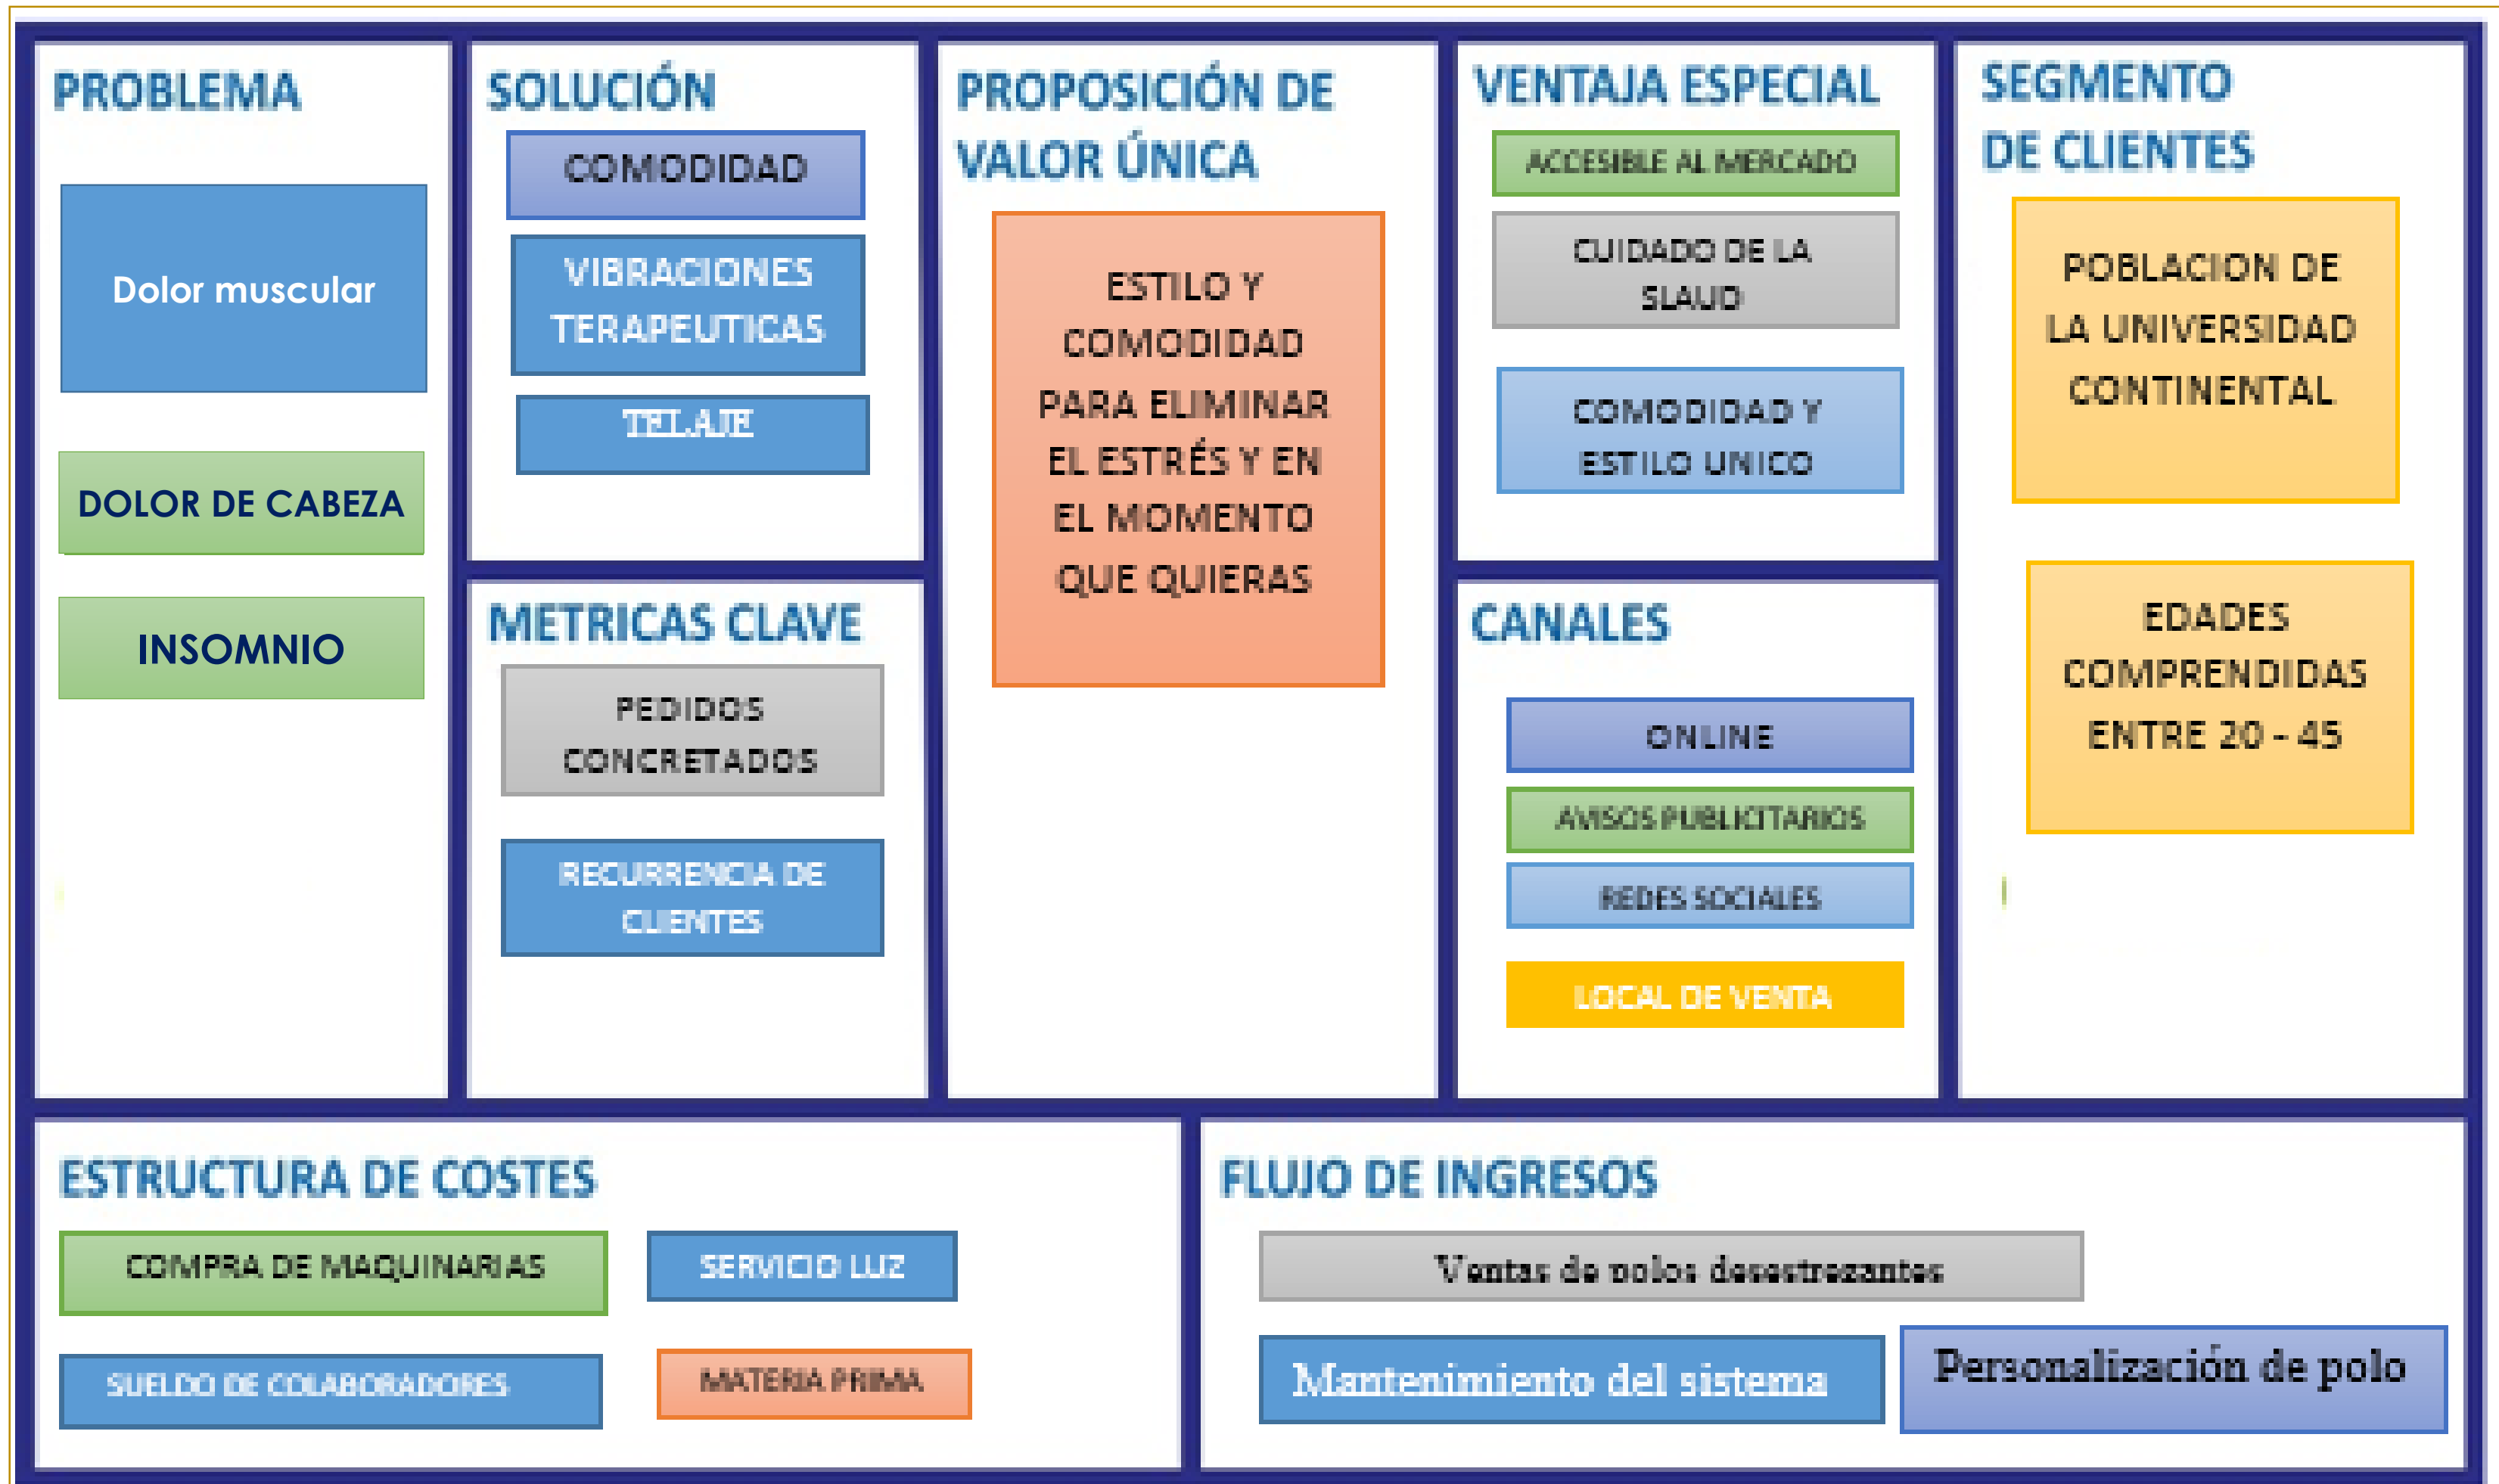 PROBLEMA
Dolor muscular
DOLOR DE CABEZA
INSOMNIO
SOLUCIÓN
COMODIDAD
VIBRACIONES
TERAPEUTICAS
TELAJE
METRICAS CLAVE
PEDIDOS
CONCRETADOS
RECURRENCIA DE
CLIENTES
PROPOSICIÓN DE
VALOR ÚNICA
ESTILO Y
COMODIDAD
PARA ELIMINAR
EL ESTRÉS Y EN
EL MOMENTO
QUE QUIERAS
VENTAJA ESPECIAL
ACCESIBLE AL MERCADO
CUIDADO DE LA
SLAUD
COMODIDAD Y
ESTILO UNICO
CANALES
ONLINE
AVISOS PUBLICITARIOS
REDES SOCIALES
LOCAL DE VENTA
SEGMENTO
DE CLIENTES
POBLACION DE
LA UNIVERSIDAD
CONTINENTAL
EDADES
COMPRENDIDAS
ENTRE 20 - 45
ESTRUCTURA DE COSTES
COMPRA DE MAQUINARIAS
SERVICIO LUZ
SUELDO DE COLABORADORES
MATERIA PRIMA
FLUJO DE INGRESOS
Ventas de polos desestrezantes
Mantenimiento del sistema
Personalización de polo